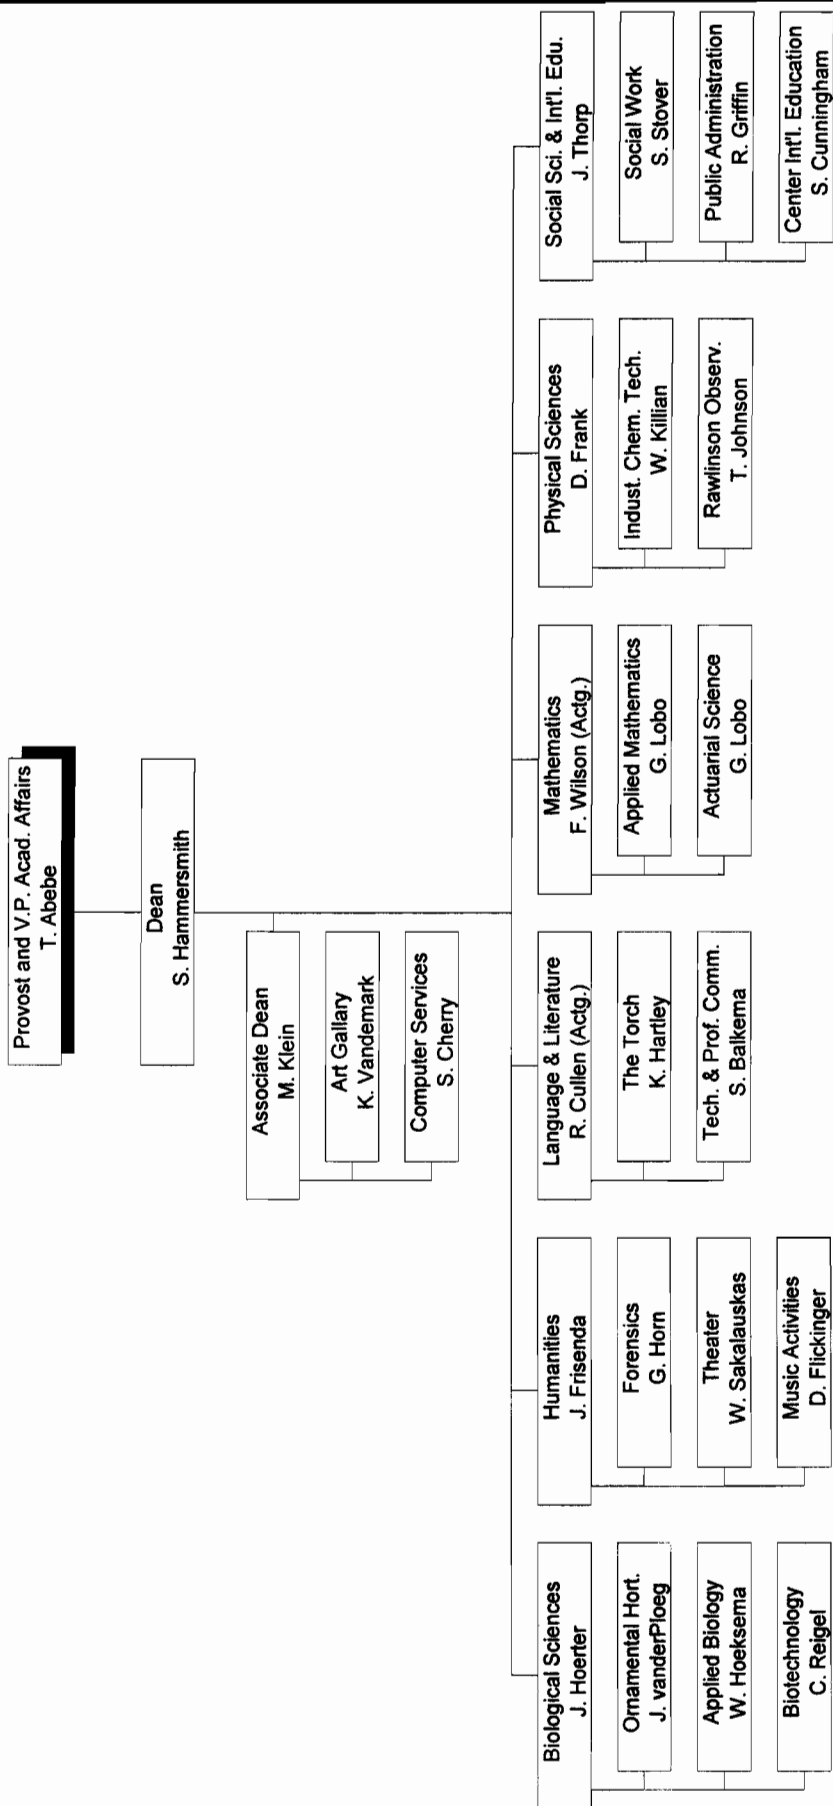 Provost and V.P. Acad. Affairs
T. Abebe
Dean
S. Hammersmith
Associate Dean
M. Klein
Art Gallary
K. Vandemark
Computer Services
S. Cherry
Biological Sciences
J. Hoerter
Ornamental Hort.
J. vanderPloeg
Applied Biology
W. Hoeksema
Biotechnology
C. Reigel
Humanities
J. Frisenda
Forensics
G. Horn
Theater
W. Sakalauskas
Music Activities
D. Flickinger
Language & Literature
R. Cullen (Actg.)
The Torch
K. Hartley
Tech. & Prof. Comm.
S. Balkema
Mathematics
F. Wilson (Actg.)
Applied Mathematics
G. Lobo
Actuarial Science
G. Lobo
Physical Sciences
D. Frank
Indust. Chem. Tech.
W. Killian
Rawlinson Observ.
T. Johnson
Social Sci. & Int'l. Edu.
J. Thorp
Social Work
S. Stover
Public Administration
R. Griffin
Center Int'l. Education
S. Cunningham